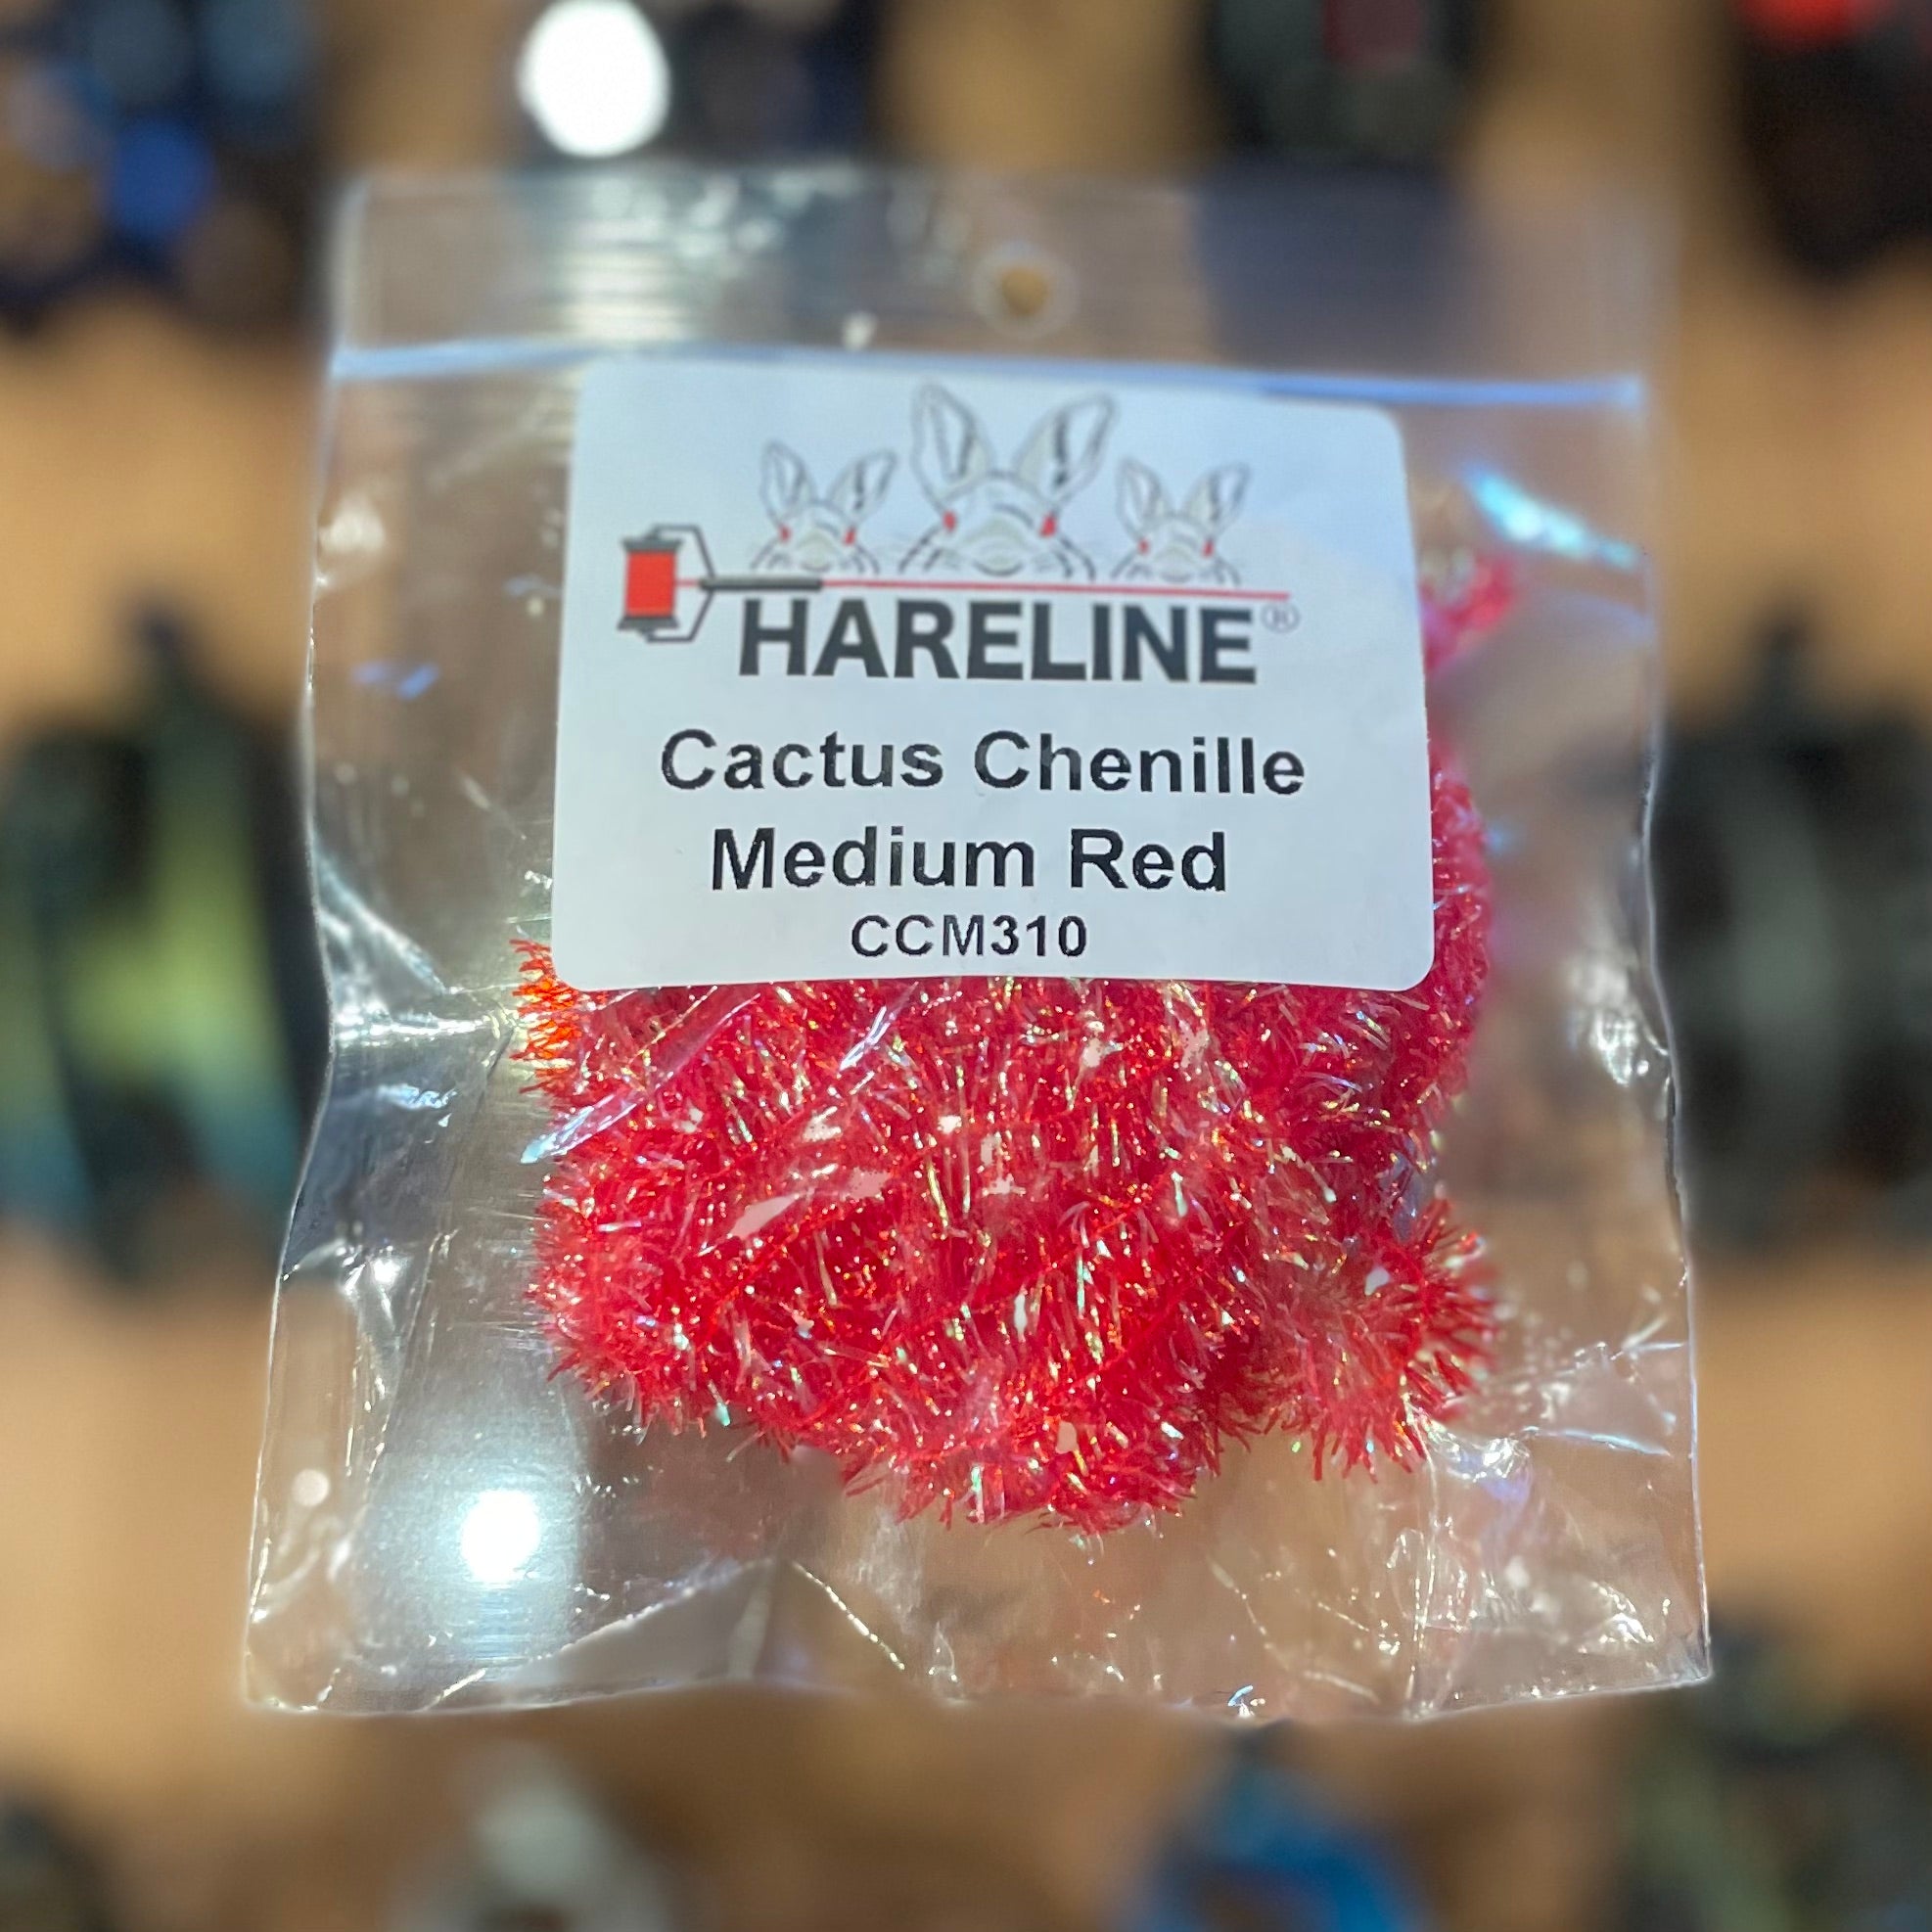 HARELINE®
Cactus Chenille
Medium Red
CCM310